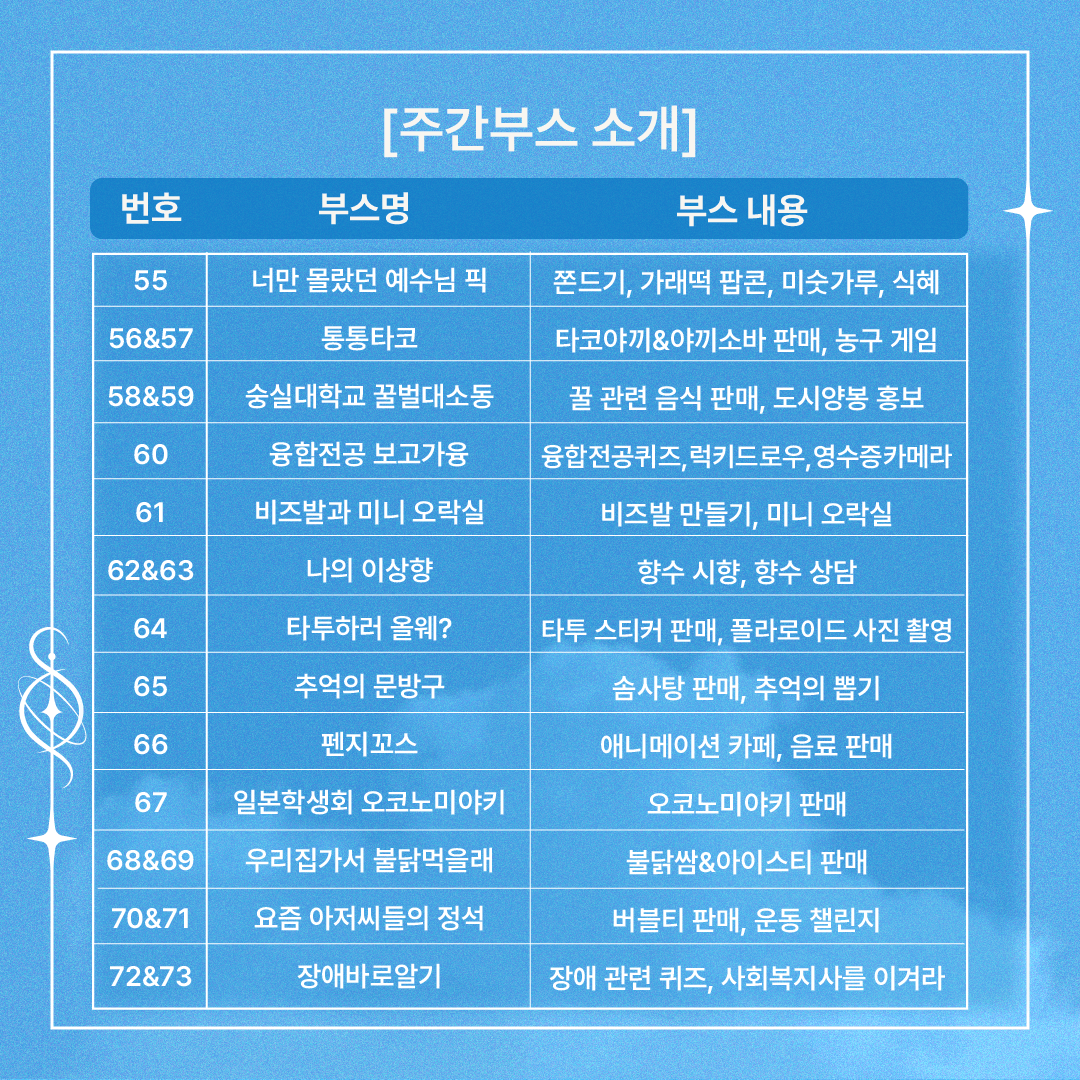 [주간부스 소개]
번호 부스명 부스 내용
55 너만 몰랐던 예수님 픽 쫀드기, 가래떡 팝콘, 미숫가루, 식혜
56&57 통통타코 타코야끼&야끼소바 판매, 농구 게임
58&59 숭실대학교 꿀벌대소동 꿀 관련 음식 판매, 도시양봉 홍보
60 융합전공 보고가융 융합전공퀴즈,럭키드로우,영수증카메라
61 비즈발과 미니 오락실 비즈발 만들기, 미니 오락실
62&63 나의 이상향 향수 시향, 향수 상담
64 타투하러 올웨? 타투 스티커 판매, 폴라로이드 사진 촬영
65 추억의 문방구 솜사탕 판매, 추억의 뽑기
66 펜지꼬스 애니메이션 카페, 음료 판매
67 일본학생회 오코노미야키 오코노미야키 판매
68&69 우리집가서 불닭먹을래 불닭쌈&아이스티 판매
70&71 요즘 아저씨들의 정석 버블티 판매, 운동 챌린지
72&73 장애바로알기 장애 관련 퀴즈, 사회복지사를 이겨라